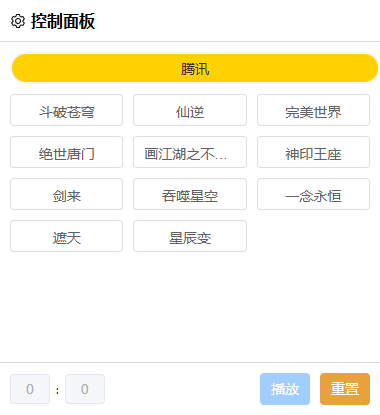 控制面板
腾讯
斗破苍穹 仙逆 完美世界
绝世唐门 画江湖之不... 神印王座
剑来 吞噬星空 一念永恒
遮天 星辰变
0 : 0 播放 重置